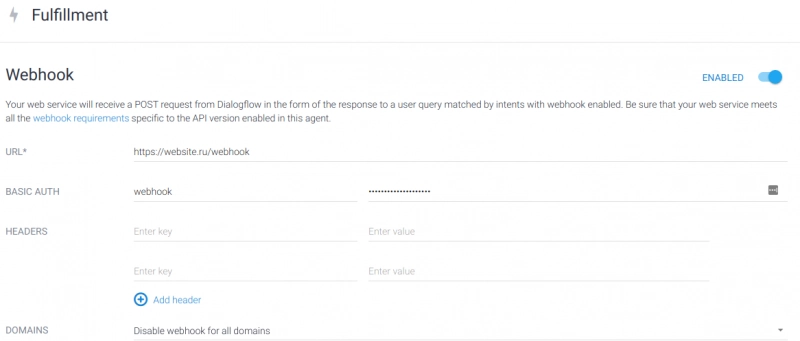 Fulfillment
Webhook
ENABLED
Your web service will receive a POST request from Dialogflow in the form of the response to a user query matched by intents with webhook enabled. Be sure that your web service meets
all the webhook requirements specific to the API version enabled in this agent.
URL*
https://website.ru/webhook
BASIC AUTH
webhook
••••••••••••••••••••
HEADERS
Enter key
Enter value
Enter key
Enter value
Add header
DOMAINS
Disable webhook for all domains